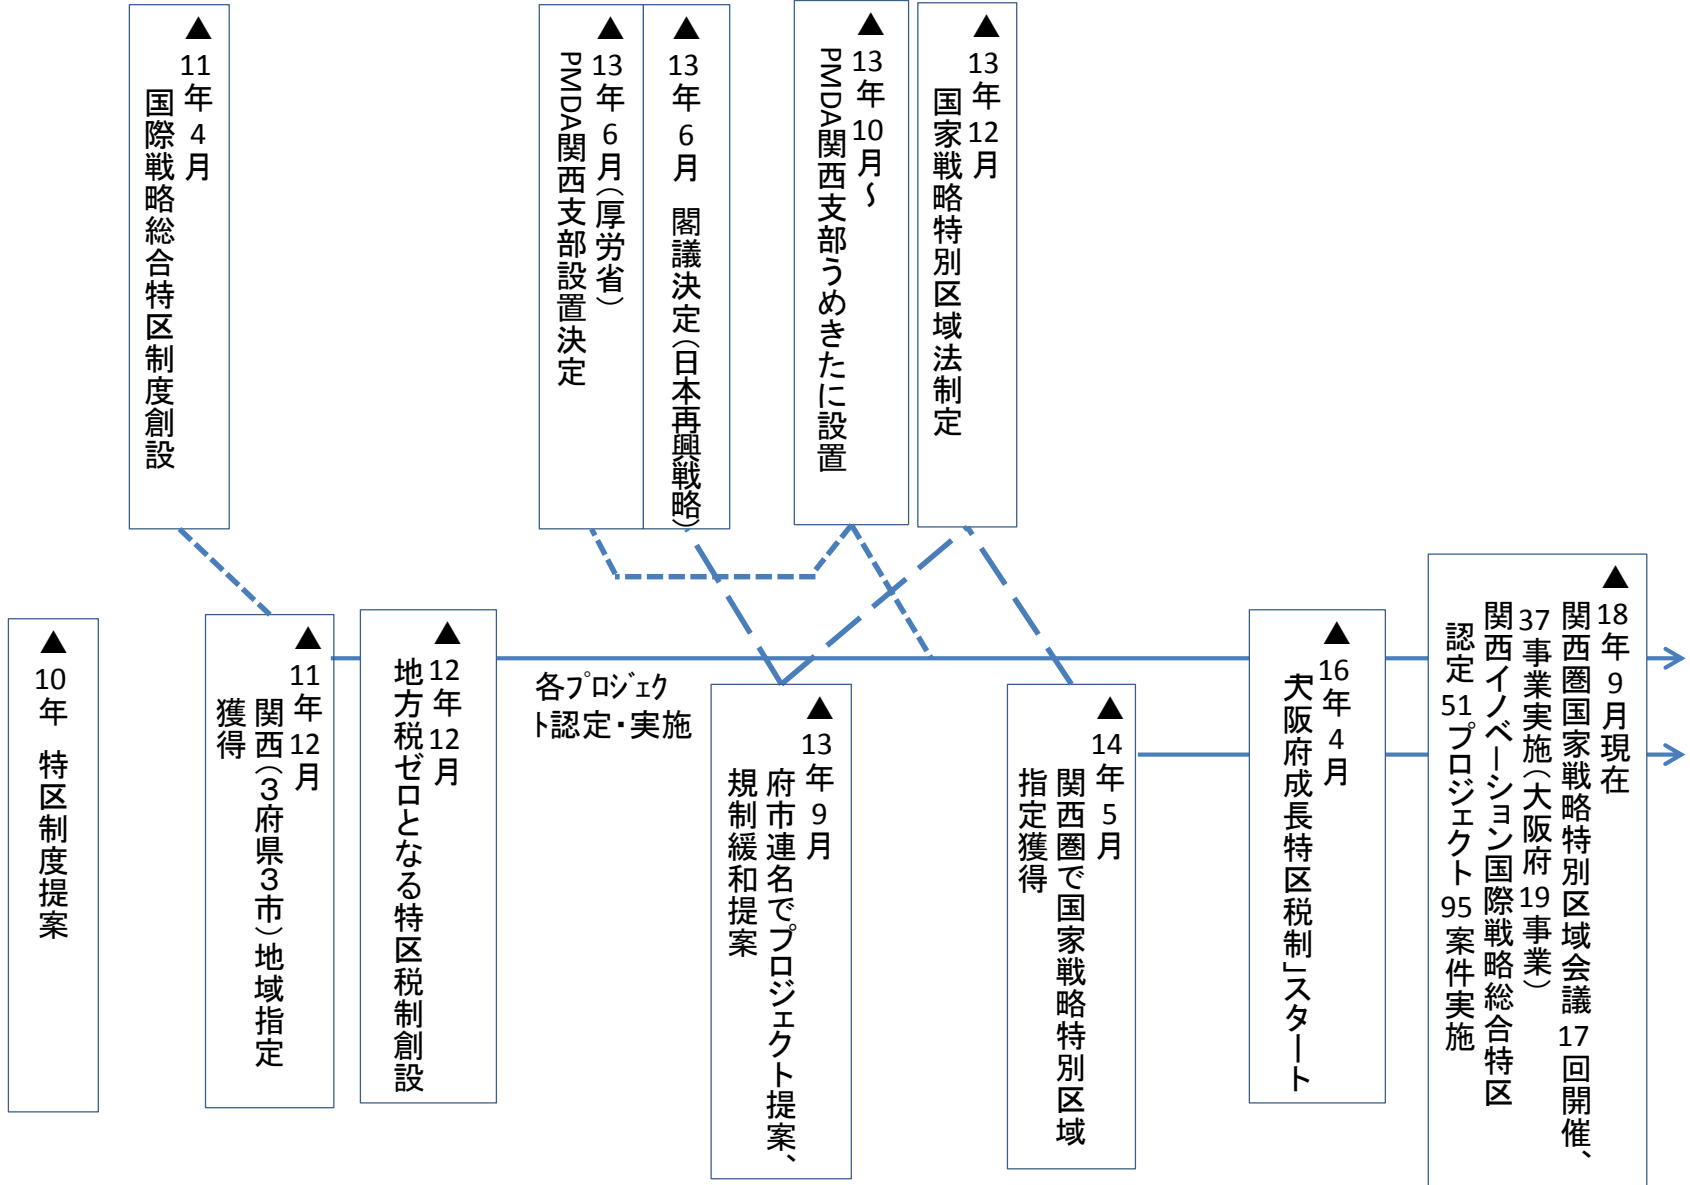 ▲
11年 4月
国際戦略総合特区制度創設
▲
13年 6月（厚労省）
PMDA関西支部設置決定
▲
13年 6月 閣議決定（日本再興戦略）
▲
13年 10月～
PMDA関西支部うめきたに設置
▲
13年 12月
国家戦略特別区域法制定
▲
10年 特区制度提案
▲
11年 12月
関西（３府県３市）地域指定
獲得
▲
12年 12月
地方税ゼロとなる特区税制創設
各ﾌﾟﾛｼﾞｪｸ
ﾄ認定・実施
▲
13年 9月
府市連名でプロジェクト提案、
規制緩和提案
▲
14年 5月
関西圏で国家戦略特別区域
指定獲得
▲
16年 4月
「大阪府成長特区税制」スタート
▲
18年 9月現在
関西圏国家戦略特別区域会議 17回開催、
37事業実施（大阪府19事業）
関西イノベーション国際戦略総合特区
認定 51プロジェクト 95案件実施